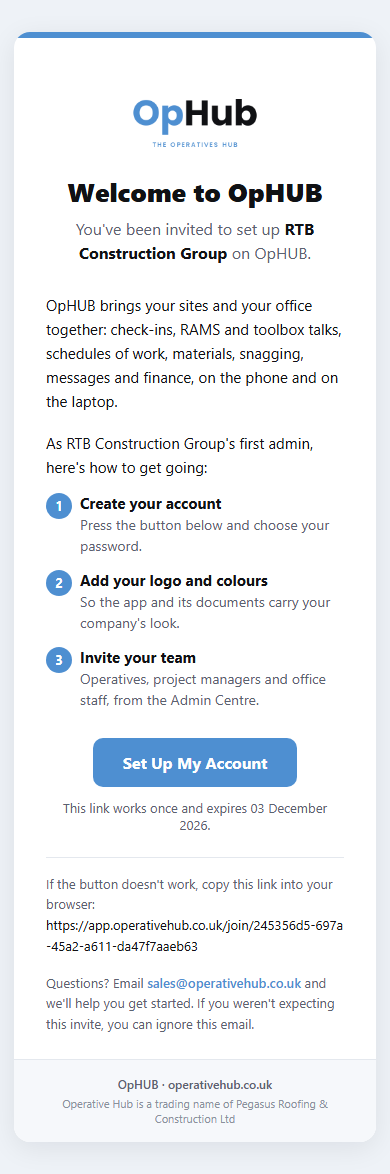 OpHub
THE OPERATIVES HUB
Welcome to OpHUB
You've been invited to set up RTB
Construction Group on OpHUB.
OpHUB brings your sites and your office
together: check-ins, RAMS and toolbox talks,
schedules of work, materials, snagging,
messages and finance, on the phone and on
the laptop.
As RTB Construction Group's first admin,
here's how to get going:
1 Create your account
Press the button below and choose your
password.
2 Add your logo and colours
So the app and its documents carry your
company's look.
3 Invite your team
Operatives, project managers and office
staff, from the Admin Centre.
Set Up My Account
This link works once and expires 03 December
2026.
If the button doesn't work, copy this link into your
browser:
https://app.operativehub.co.uk/join/245356d5-697a
-45a2-a611-da47f7aaeb63
Questions? Email sales@operativehub.co.uk and
we'll help you get started. If you weren't expecting
this invite, you can ignore this email.
OpHUB · operativehub.co.uk
Operative Hub is a trading name of Pegasus Roofing &
Construction Ltd